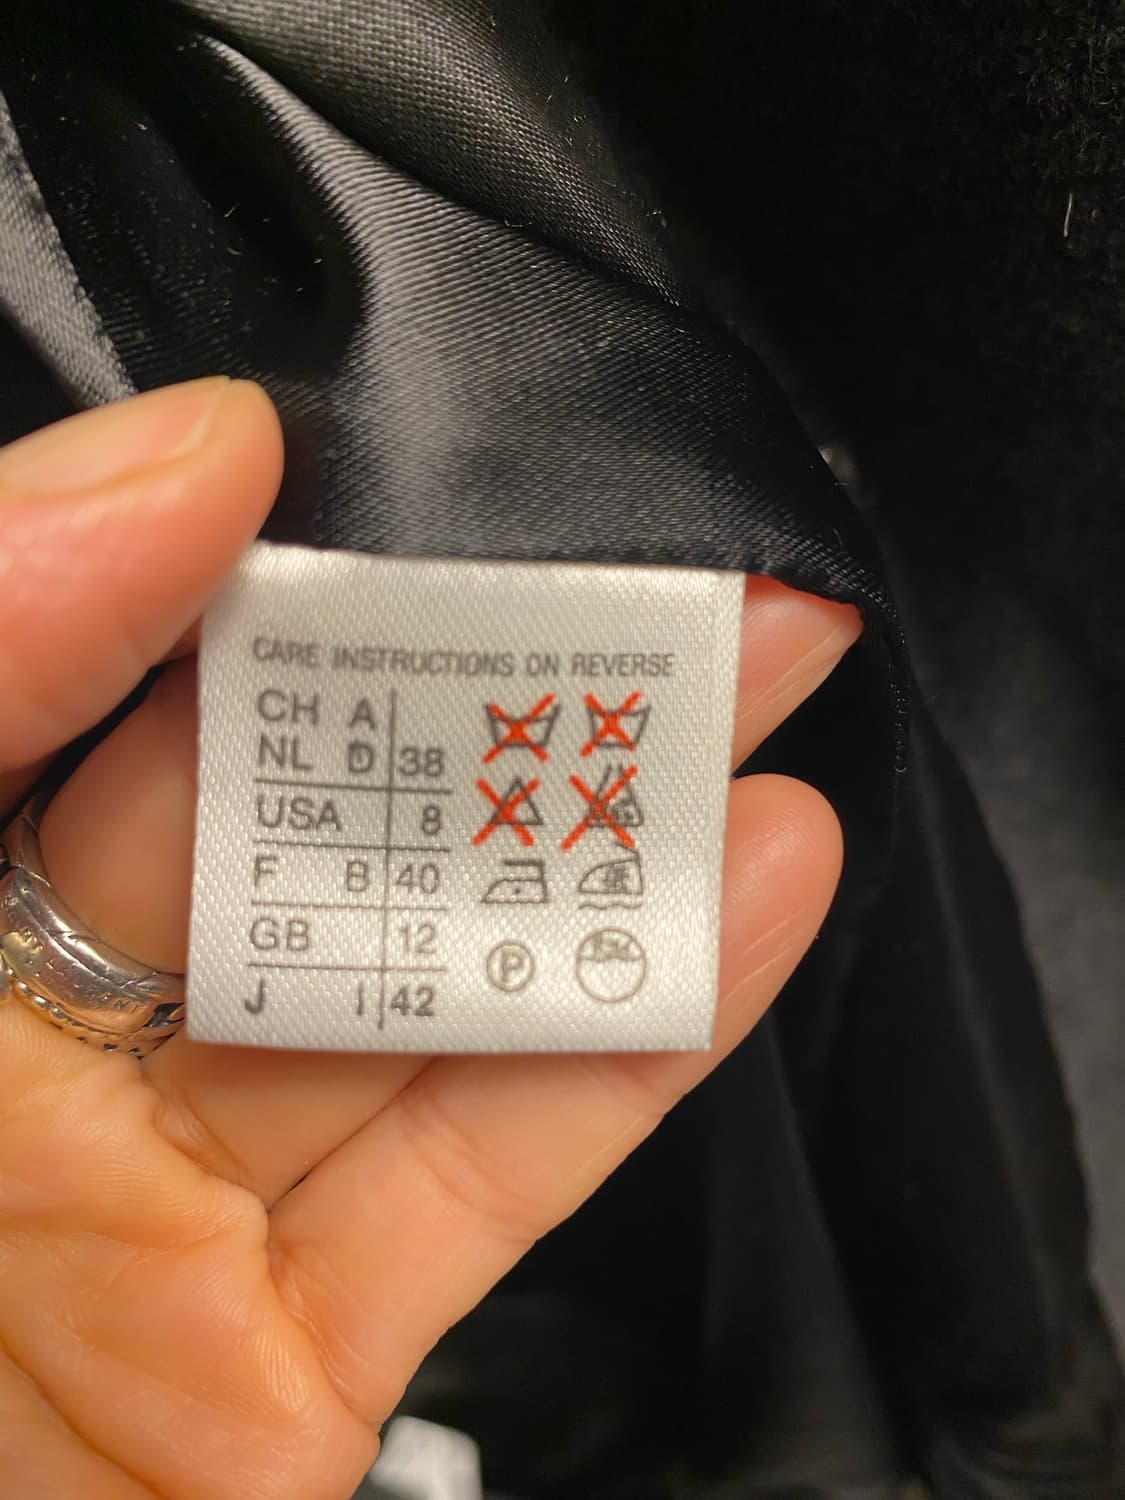 CARE INSTRUCTIONS ON REVERSE
CH A
NL D 38
USA 8
F B 40
GB 12
J I 42
P